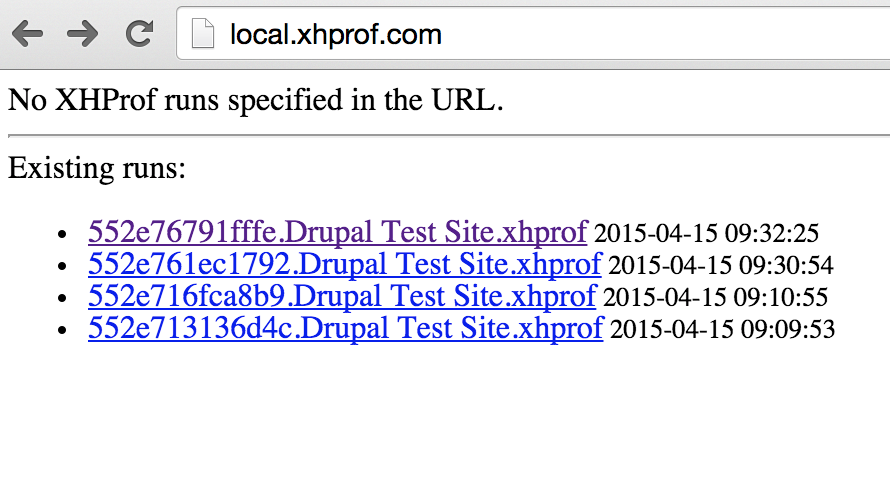 local.xhprof.com
No XHProf runs specified in the URL.
Existing runs:
552e76791fffe.Drupal Test Site.xhprof 2015-04-15 09:32:25
552e761ec1792.Drupal Test Site.xhprof 2015-04-15 09:30:54
552e716fca8b9.Drupal Test Site.xhprof 2015-04-15 09:10:55
552e713136d4c.Drupal Test Site.xhprof 2015-04-15 09:09:53